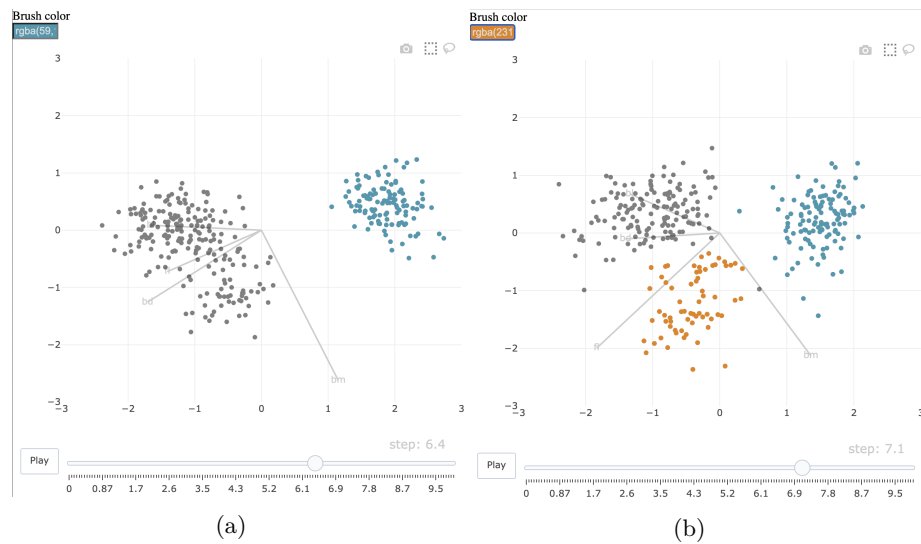 Brush color
rgba(59,
3
2
1
0
−1
−2
−3
−3 −2 −1 0 1 2 3
bd
bm
step: 6.4
Play
0 0.87 1.7 2.6 3.5 4.3 5.2 6.1 6.9 7.8 8.7 9.5
(a)
Brush color
rgba(231
3
2
1
0
−1
−2
−3
−3 −2 −1 0 1 2 3
fl
bm
step: 7.1
Play
0 0.87 1.7 2.6 3.5 4.3 5.2 6.1 6.9 7.8 8.7 9.5
(b)